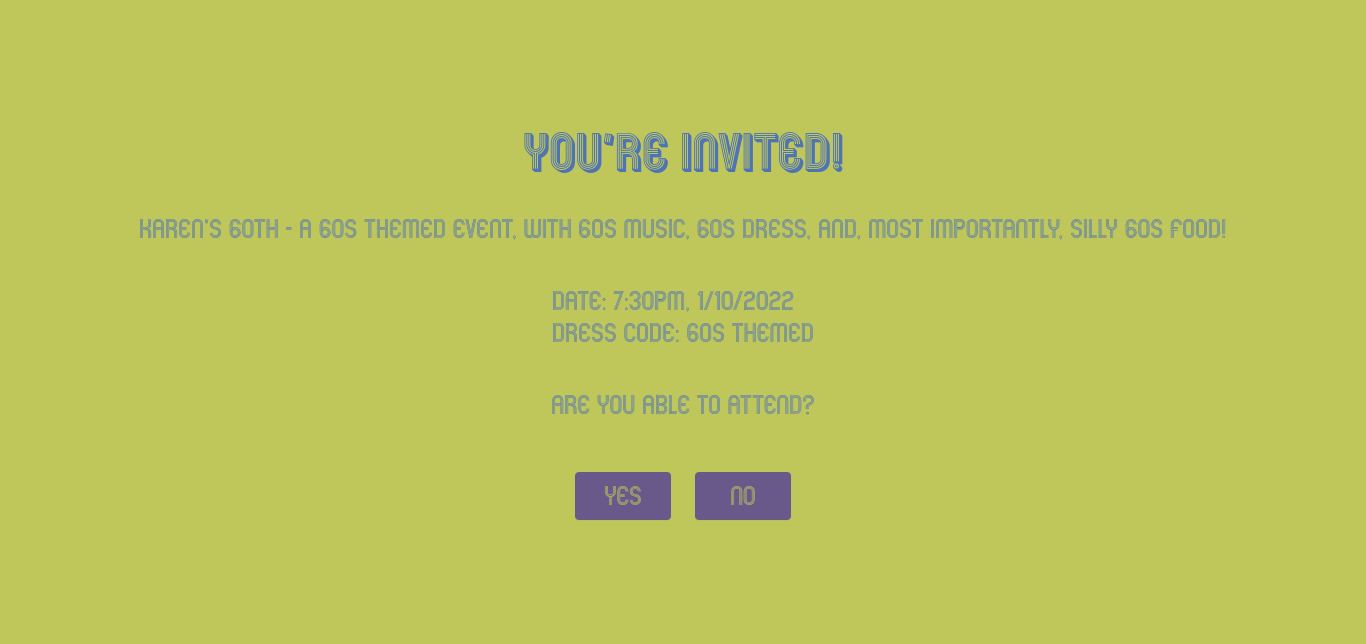 YOU'RE INVITED!
KAREN'S 60TH - A 60S THEMED EVENT, WITH 60S MUSIC, 60S DRESS, AND, MOST IMPORTANTLY, SILLY 60S FOOD!
DATE: 7:30PM, 1/10/2022
DRESS CODE: 60S THEMED
ARE YOU ABLE TO ATTEND?
YES
NO